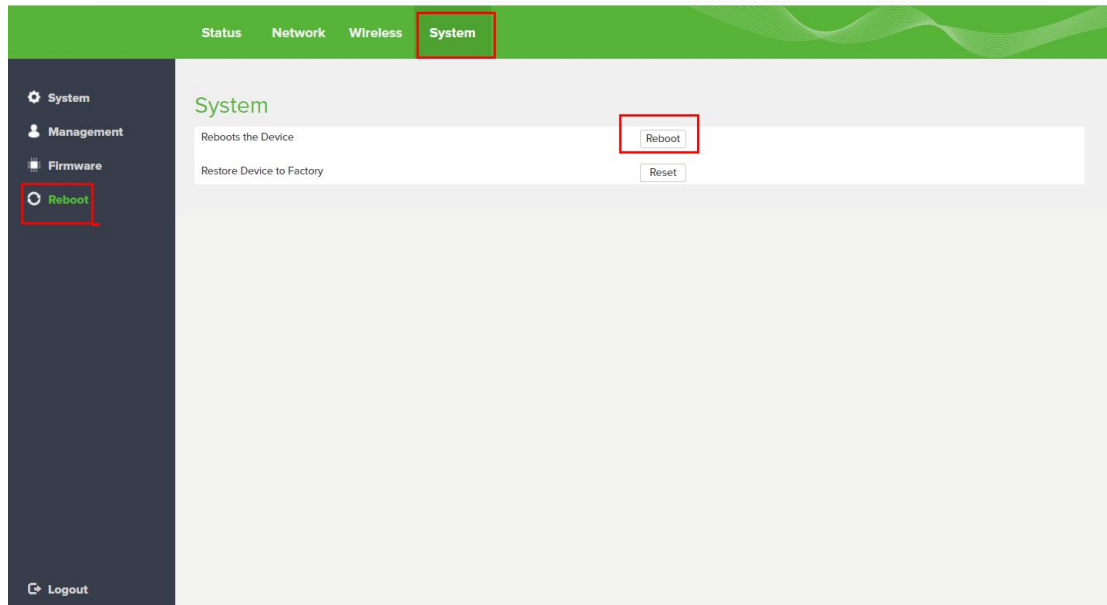 Status Network Wireless System
System
Management
Firmware
Reboot
Logout
System
Reboots the Device Reboot
Restore Device to Factory Reset